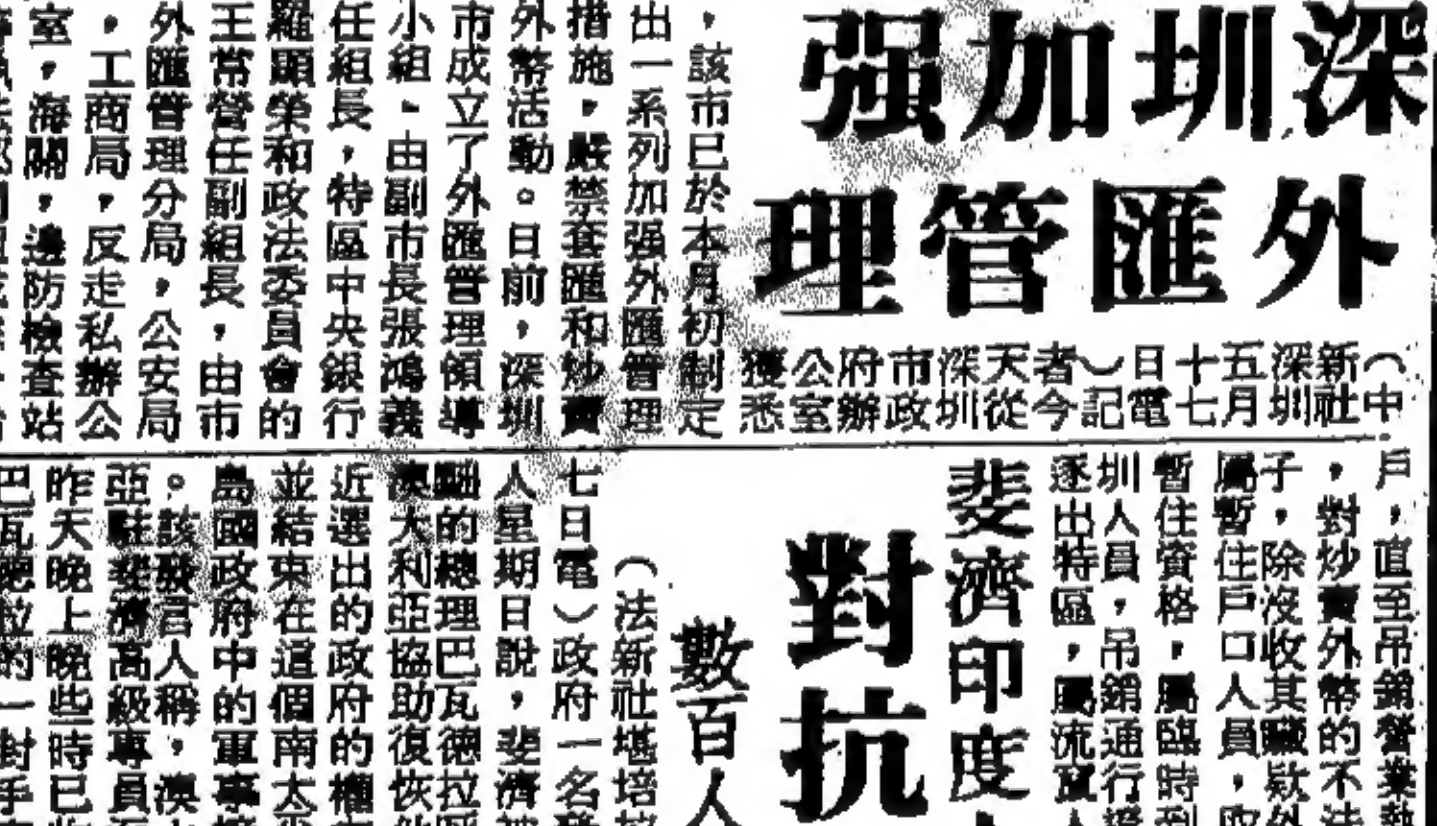 深圳加强
外匯管理
（中新社深圳五月十七日電）記者今天從深圳市政府辦公室獲悉
，該市已於本月初制定
出一系列加强外匯管理
措施，嚴禁套匯和炒賣
外幣活動。日前，深圳
市成立了外匯管理領導
小組。由副市長張鴻義
任組長，特區中央銀行
羅顯榮和政法委員會的
王常營任副組長，由市
外匯管理分局，公安局
，工商局，反走私辦公
室，海關，邊防檢查站
戶，直至吊銷營業執
，對炒賣外幣的不法
子，除沒收其贓款外
屬暫住戶口人員，
暫住資格，屬臨時到
圳人員，吊銷通行證
逐出特區，屬流
斐濟印度
對抗
數百人
（法新社堪培
七日電）政府一名
人星期日說，斐濟被
的總理巴瓦德拉呼
澳大利亞協助復恢
近選出的政府的權
並結束在這個南太
島國政府中的軍事
。該發言人稱，澳
亞駐斐濟高級專員
昨天晚上晚些時已
巴瓦德拉的一對手